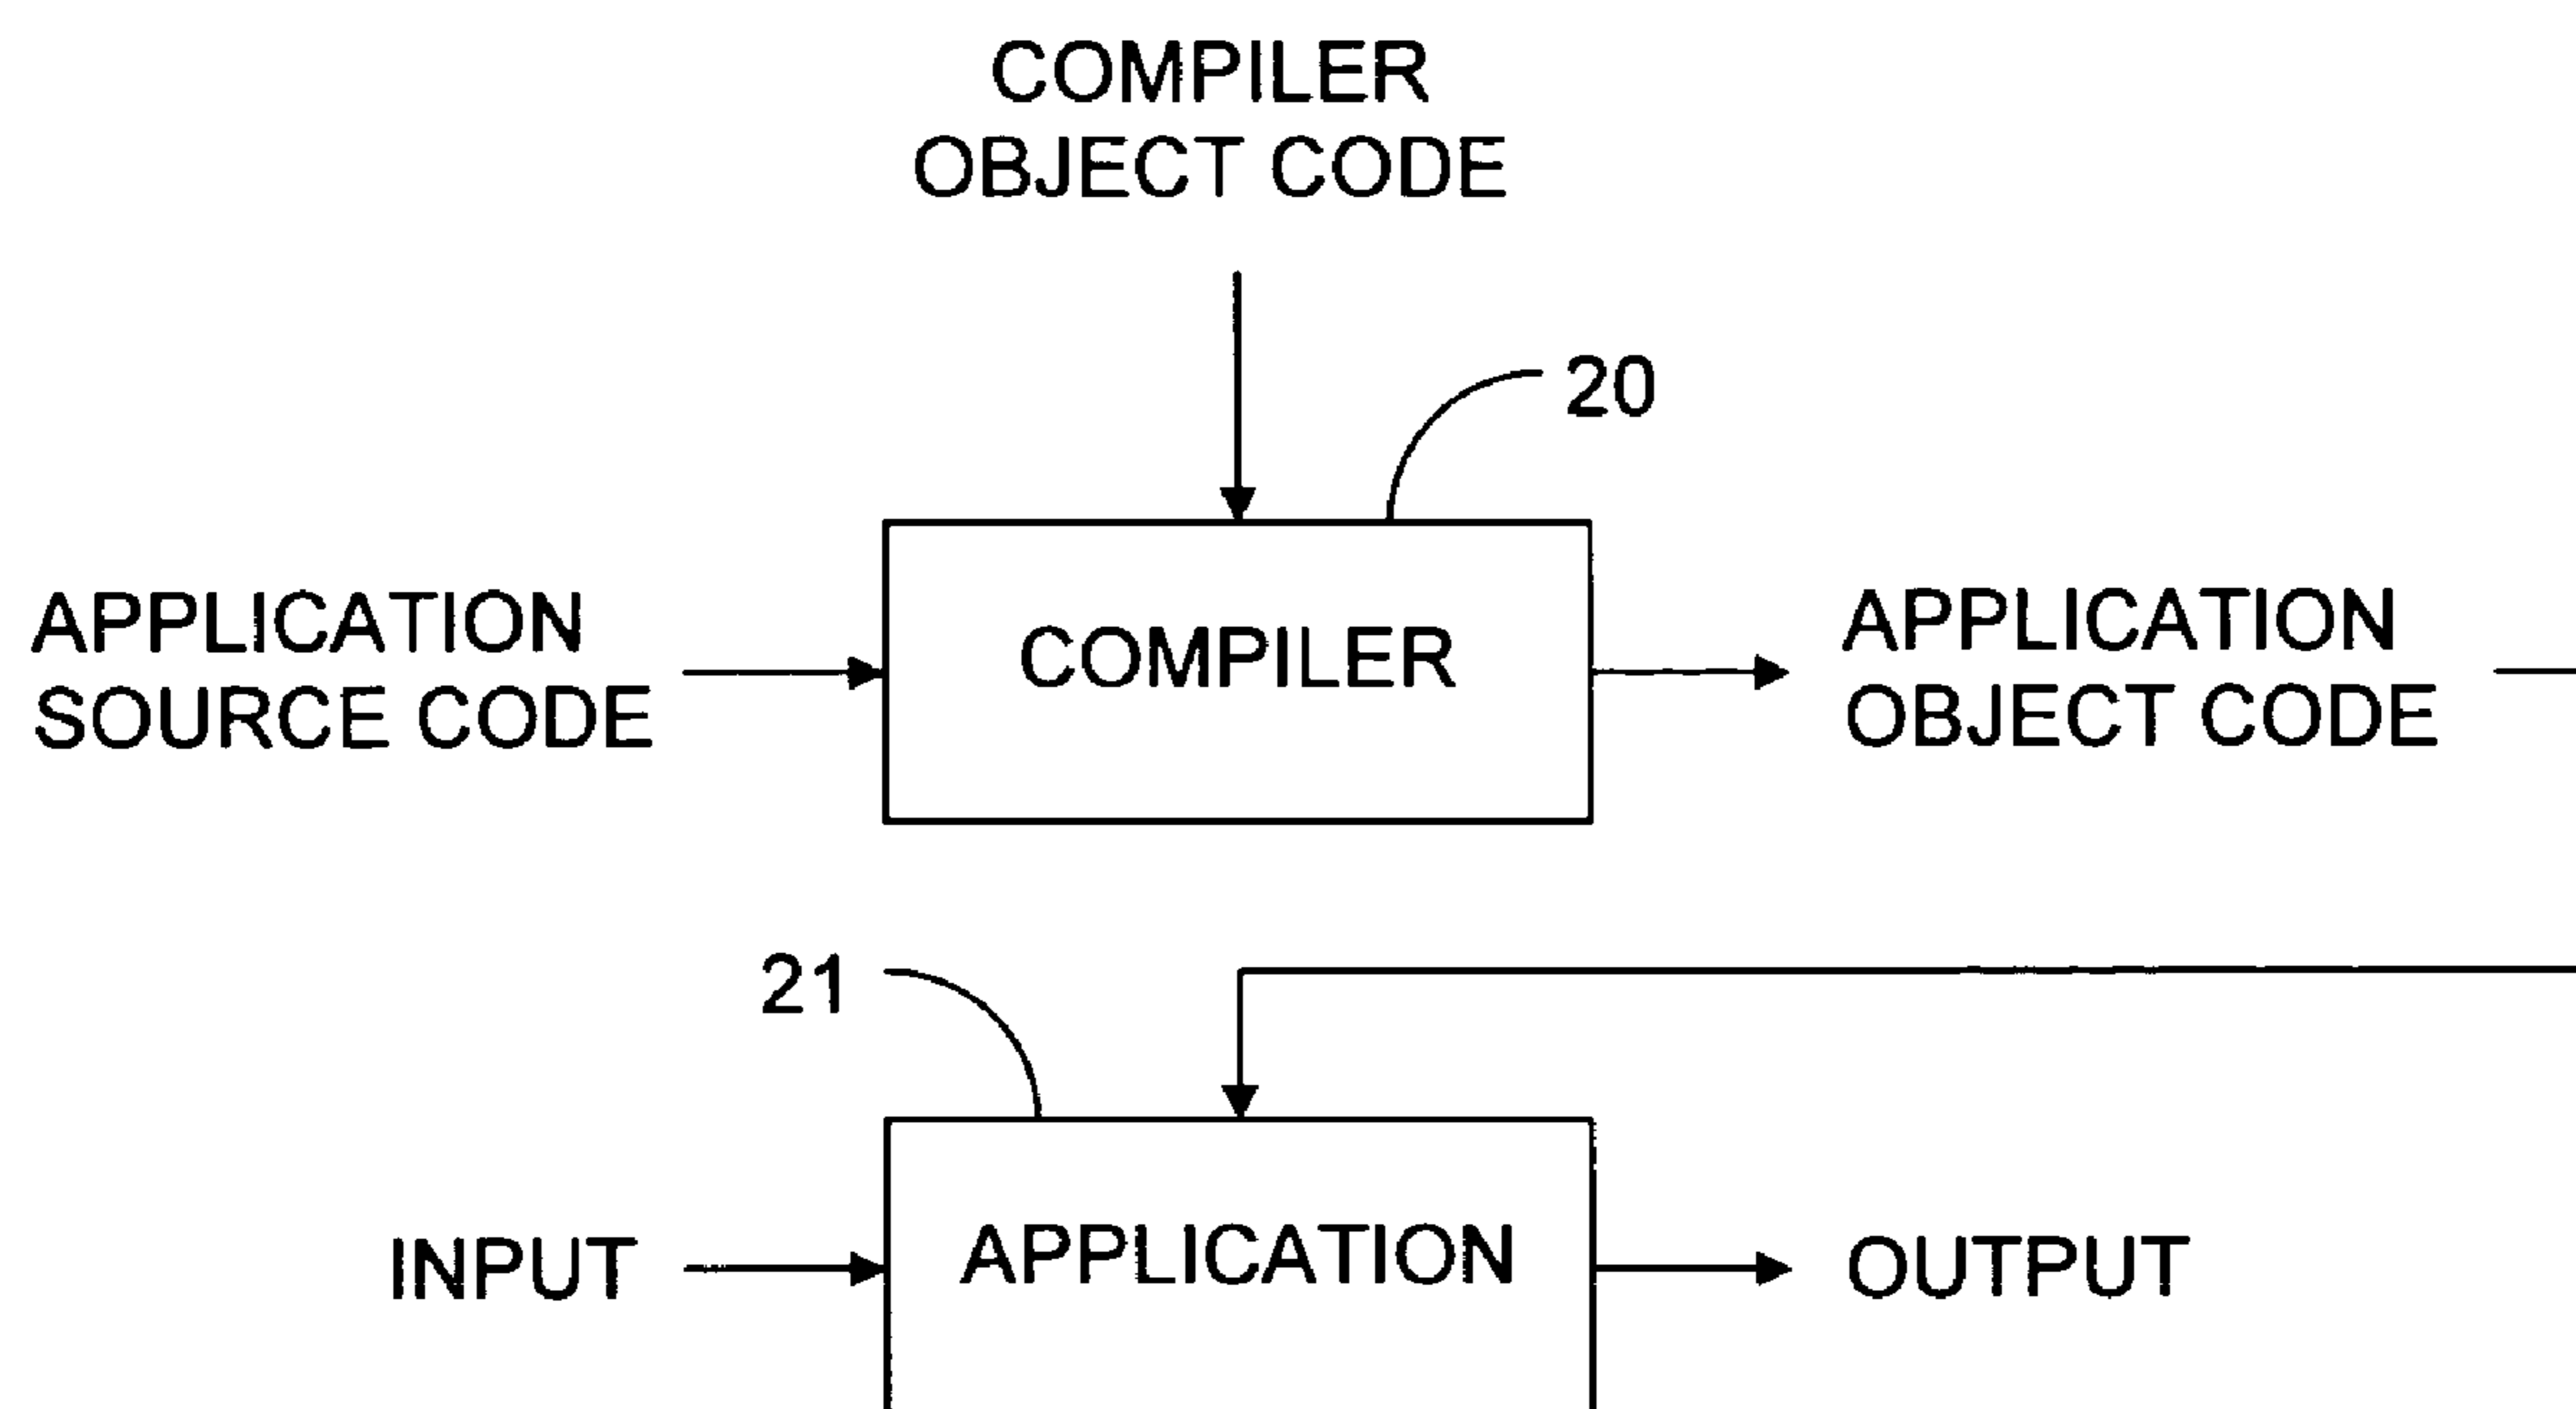 COMPILER
OBJECT CODE
20
APPLICATION
SOURCE CODE
COMPILER
APPLICATION
OBJECT CODE
21
INPUT
APPLICATION
OUTPUT